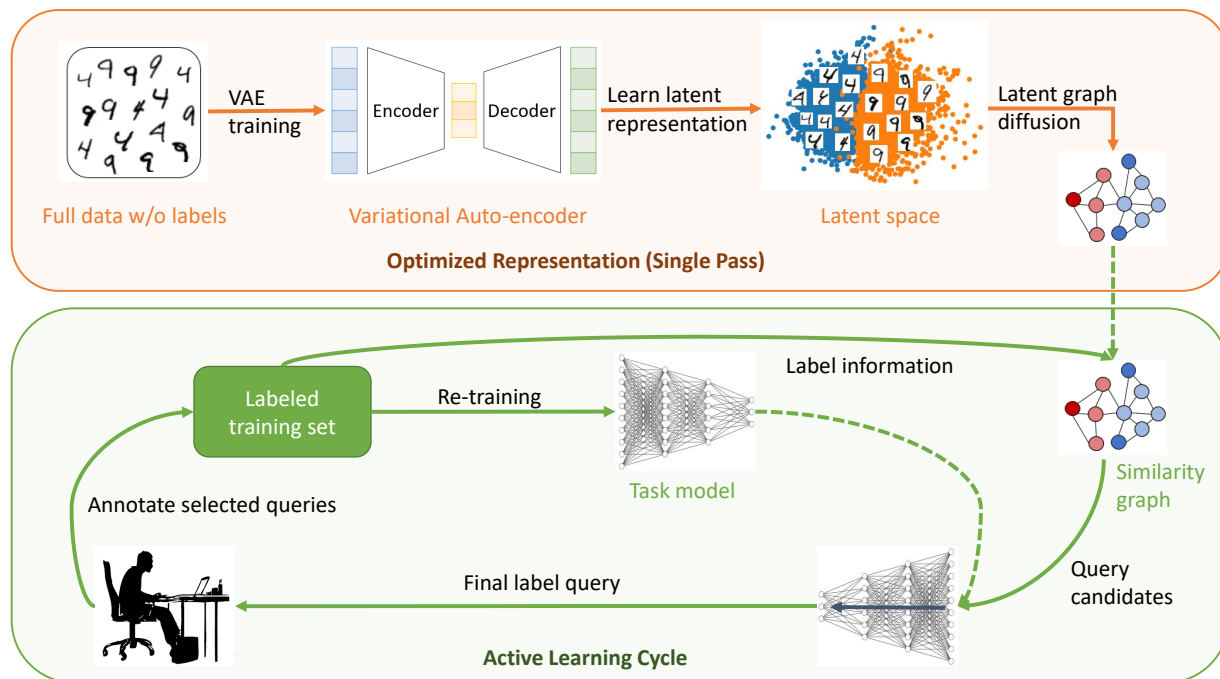 VAE
training
Encoder
Decoder
Learn latent
representation
Latent graph
diffusion
Full data w/o labels
Variational Auto-encoder
Latent space
Optimized Representation (Single Pass)
Label information
Labeled
training set
Re-training
Task model
Similarity
graph
Annotate selected queries
Final label query
Query
candidates
Active Learning Cycle